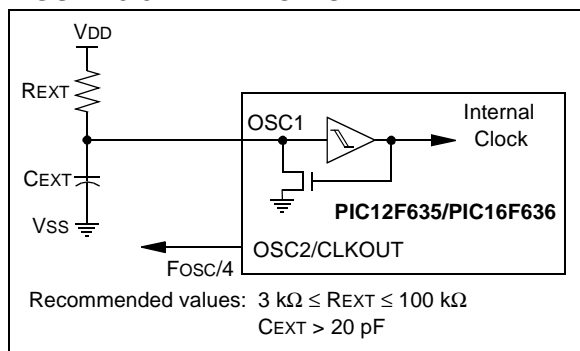 VDD
REXT
OSC1
Internal
Clock
CEXT
PIC12F635/PIC16F636
VSS
OSC2/CLKOUT
FOSC/4
Recommended values: 3 kΩ ≤ REXT ≤ 100 kΩ
CEXT > 20 pF